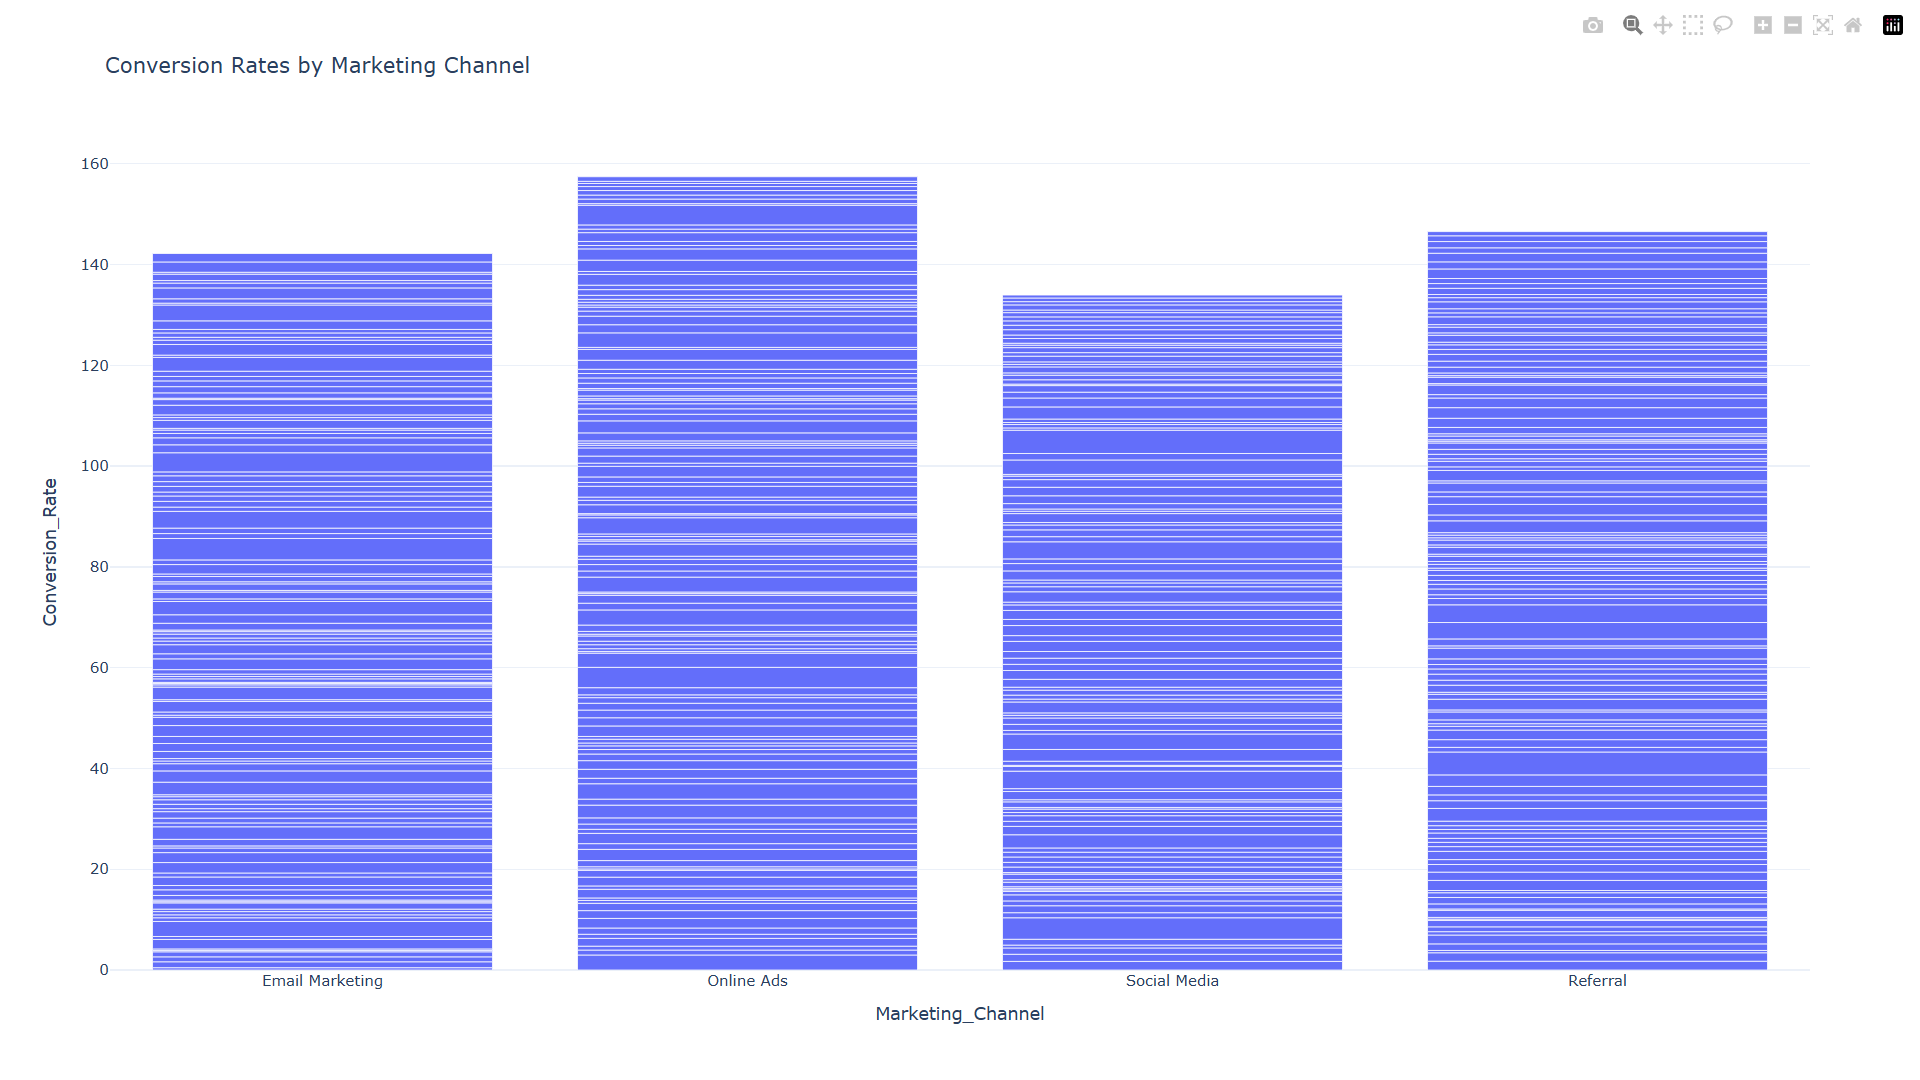 Conversion Rates by Marketing Channel
160
140
120
100
80
60
40
20
0
Conversion_Rate
Email Marketing
Online Ads
Social Media
Referral
Marketing_Channel